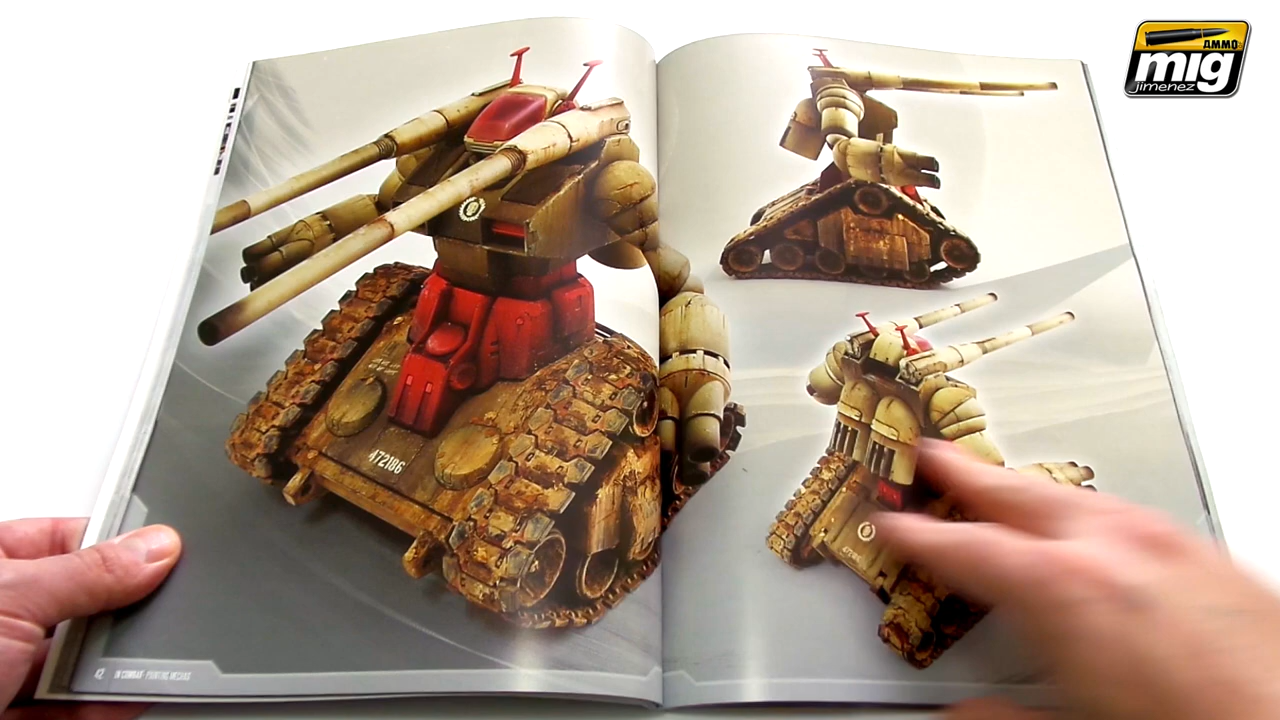 AMMO
mig
jimenez
472186
42 IN COMBAT - PAINTING MECHAS